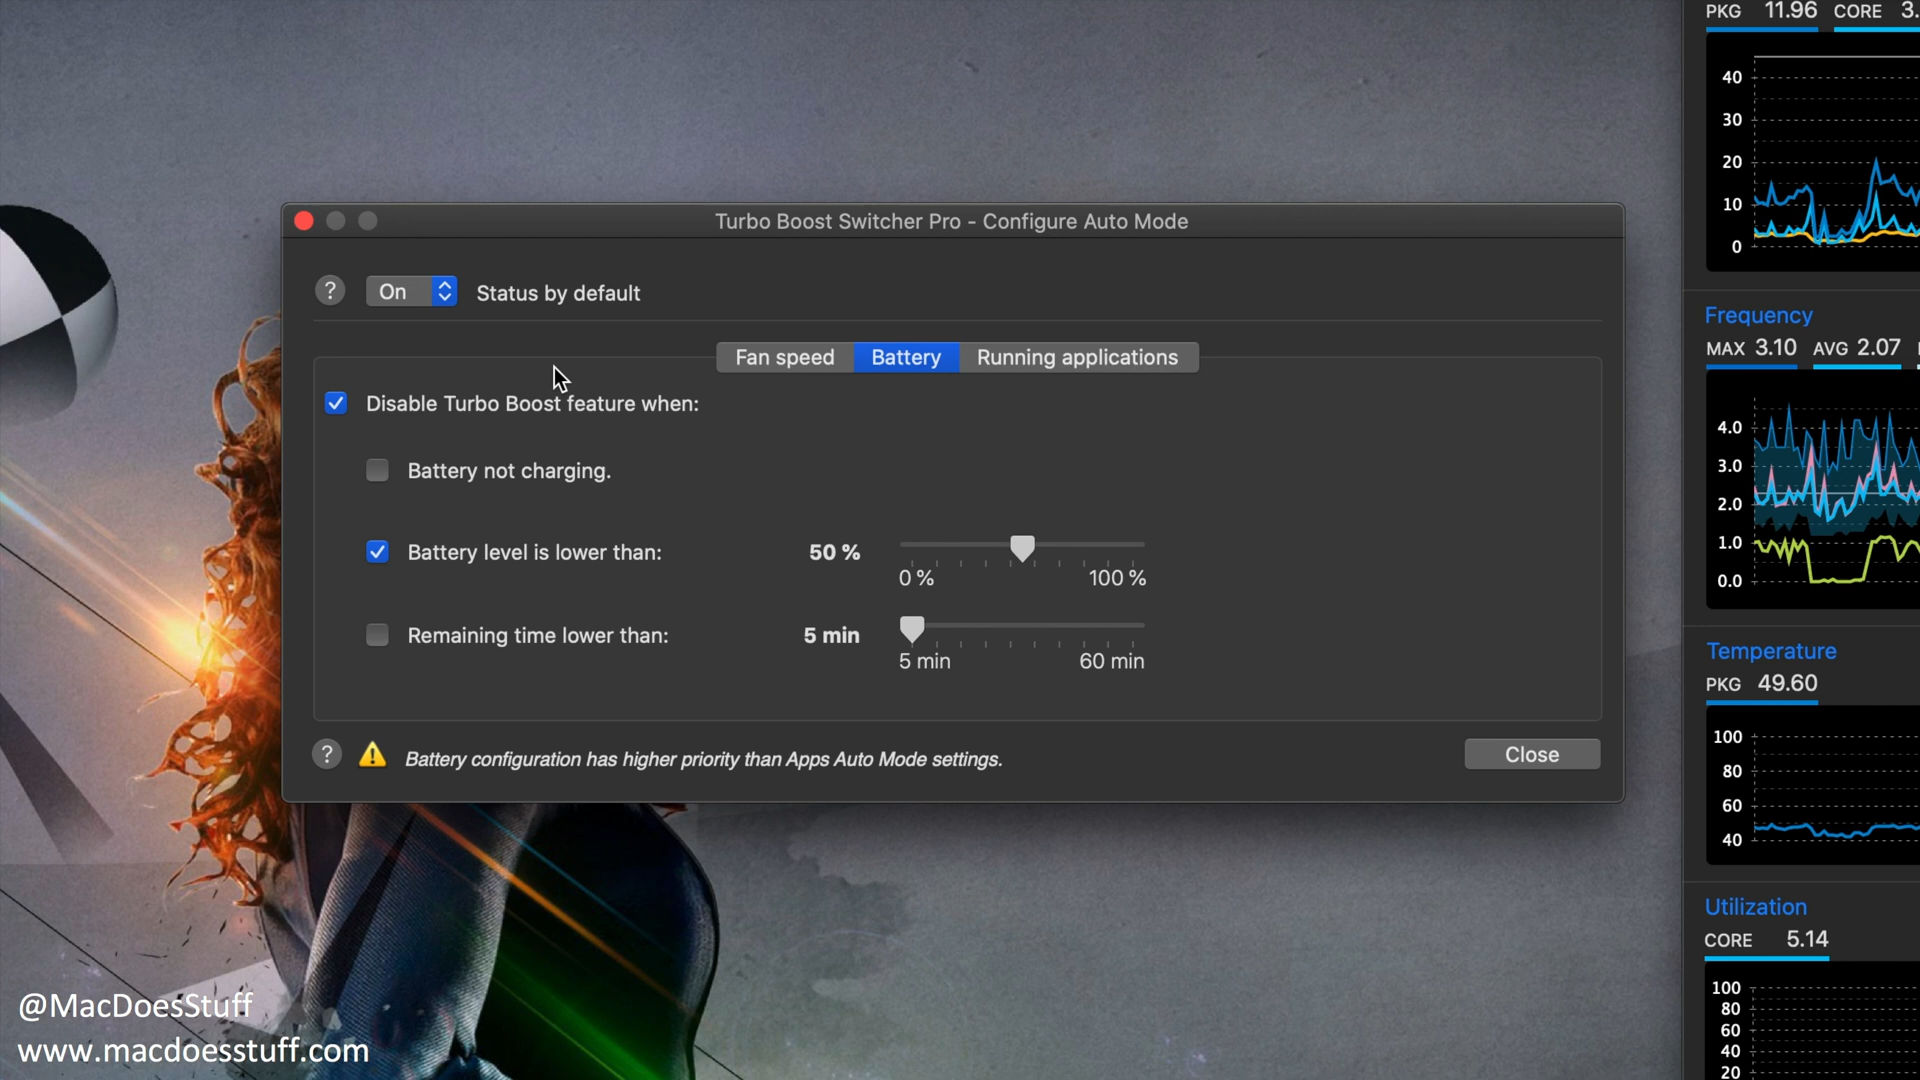 Turbo Boost Switcher Pro - Configure Auto Mode
? On Status by default
Fan speed Battery Running applications
Disable Turbo Boost feature when:
Battery not charging.
Battery level is lower than: 50 %
0 % 100 %
Remaining time lower than: 5 min
5 min 60 min
? Battery configuration has higher priority than Apps Auto Mode settings.
Close
PKG 11.96 CORE 3.
40
30
20
10
0
Frequency
MAX 3.10 AVG 2.07
4.0
3.0
2.0
1.0
0.0
Temperature
PKG 49.60
100
80
60
40
Utilization
CORE 5.14
100
80
60
40
20
@MacDoesStuff
www.macdoesstuff.com